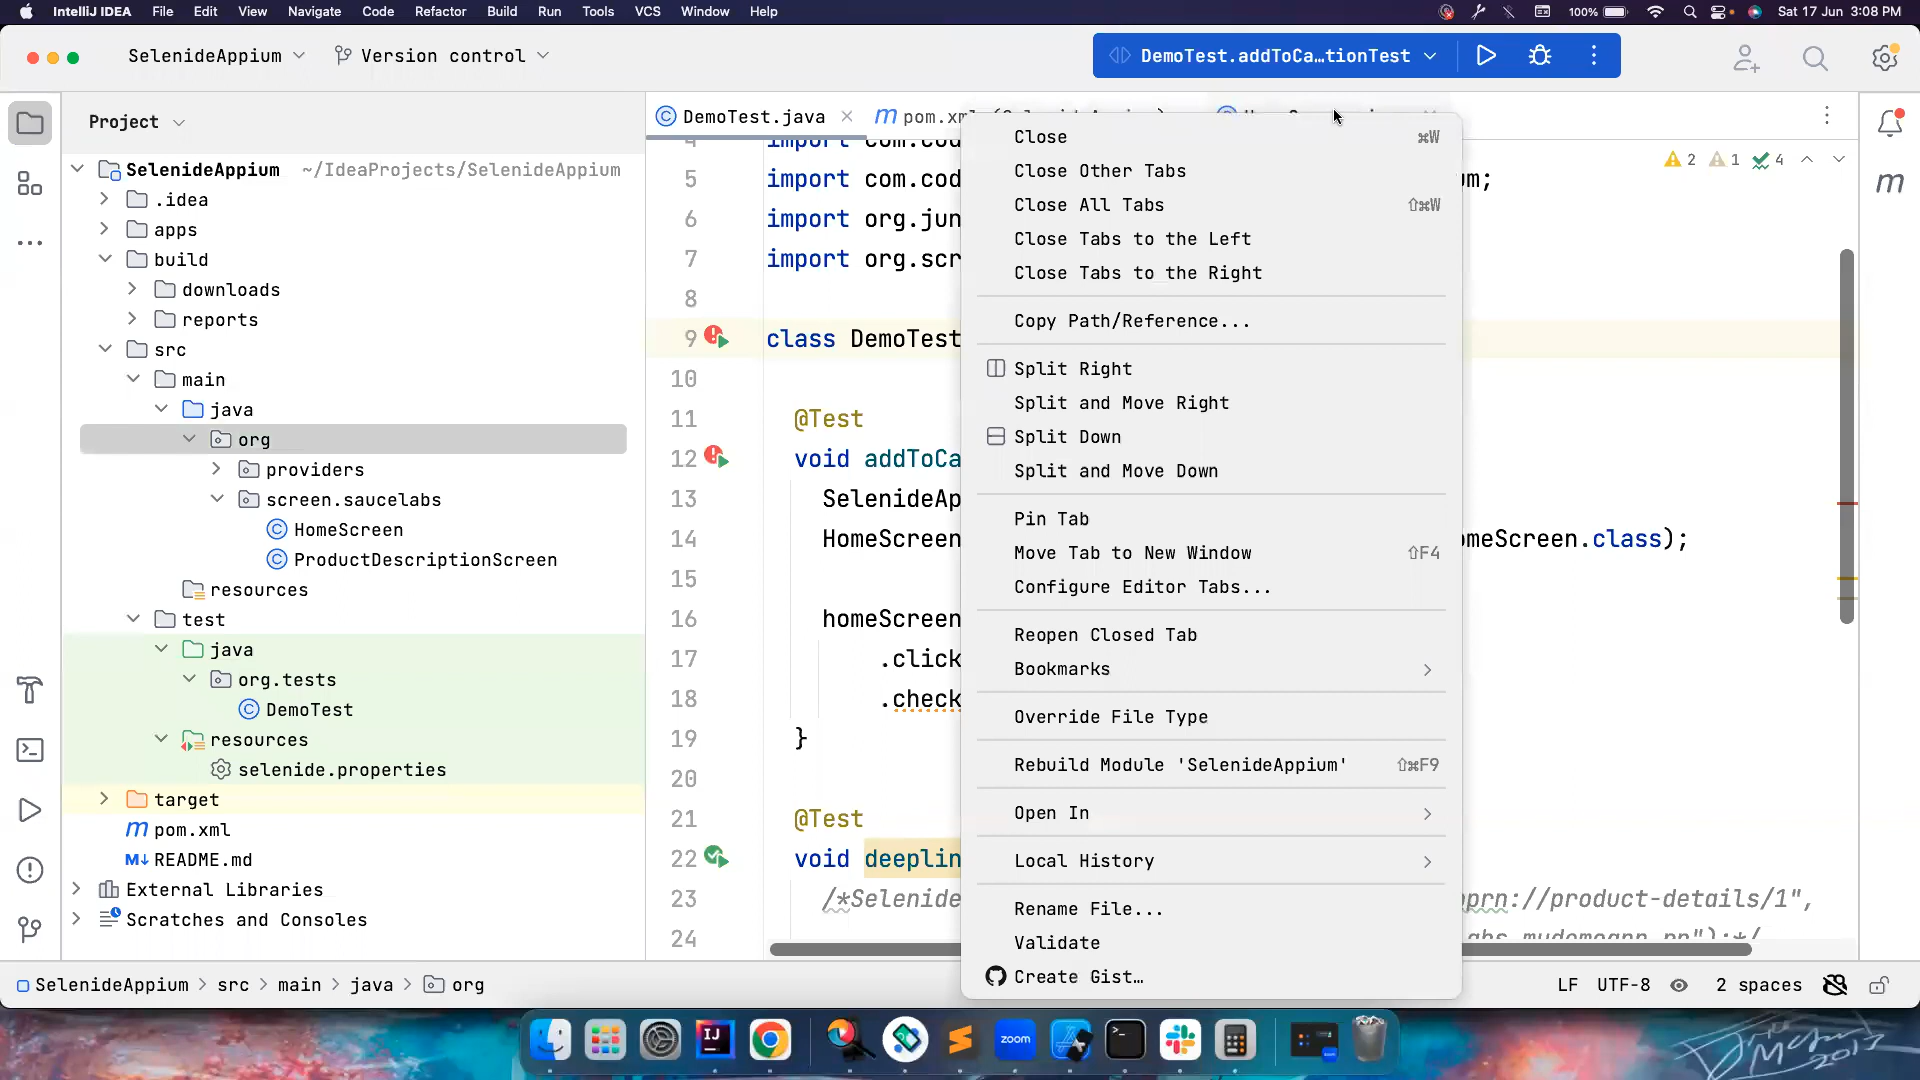 IntelliJ IDEA File Edit View Navigate Code Refactor Build Run Tools VCS Window Help 100% Sat 17 Jun 3:08 PM
SelenideAppium Version control DemoTest.addToCa…tionTest
Project
DemoTest.java
SelenideAppium ~/IdeaProjects/SelenideAppium
.idea
apps
build
downloads
reports
src
main
java
org
providers
screen.saucelabs
HomeScreen
ProductDescriptionScreen
resources
test
java
org.tests
DemoTest
resources
selenide.properties
target
pom.xml
M↓ README.md
External Libraries
Scratches and Consoles
2 1 4
5 import com.cod
6 import org.jun
7 import org.scr
8
9 class DemoTest
10
11 @Test
12 void addToCa
13 SelenideAp
14 HomeScreen omeScreen.class);
15
16 homeScreen
17 .click
18 .check
19 }
20
21 @Test
22 void deeplin
23 /*Selenide pprn://product-details/1",
24
Close ⌘W
Close Other Tabs
Close All Tabs ⇧⌘W
Close Tabs to the Left
Close Tabs to the Right
Copy Path/Reference...
Split Right
Split and Move Right
Split Down
Split and Move Down
Pin Tab
Move Tab to New Window ⇧F4
Configure Editor Tabs...
Reopen Closed Tab
Bookmarks
Override File Type
Rebuild Module 'SelenideAppium' ⇧⌘F9
Open In
Local History
Rename File...
Validate
Create Gist…
SelenideAppium > src > main > java > org
LF UTF-8 2 spaces
zoom